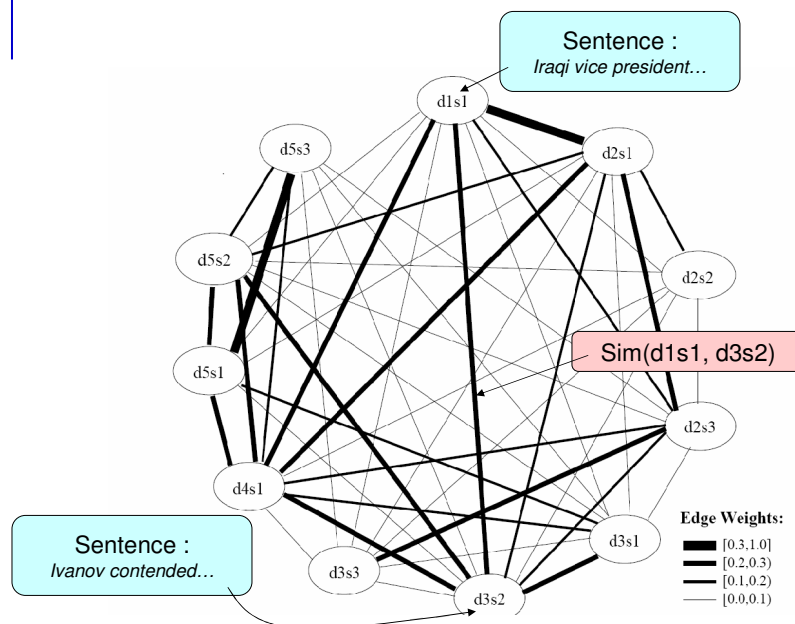 Sentence :
Iraqi vice president…
d1s1
d5s3
d2s1
d5s2
d2s2
Sim(d1s1, d3s2)
d5s1
d2s3
d4s1
Edge Weights:
[0.3,1.0]
[0.2,0.3)
[0.1,0.2)
[0.0,0.1)
d3s1
Sentence :
Ivanov contended…
d3s3
d3s2